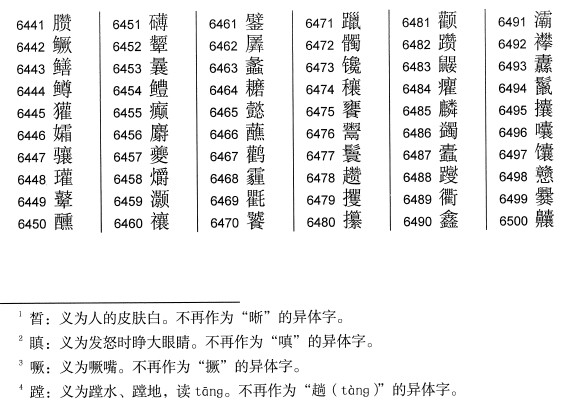 6441 臜
6442 鳜
6443 鳝
6444 鳟
6445 獾
6446 孀
6447 骧
6448 瓘
6449 鼙
6450 醺
6451 礴
6452 颦
6453 曩
6454 鳢
6455 癫
6456 麝
6457 夔
6458 爝
6459 灏
6460 禳
6461 鐾
6462 羼
6463 蠡
6464 耱
6465 懿
6466 蘸
6467 鹳
6468 霾
6469 氍
6470 饕
6471 躐
6472 髑
6473 镵
6474 穰
6475 饔
6476 鬻
6477 鬟
6478 趱
6479 攫
6480 攥
6481 颧
6482 躜
6483 鼹
6484 癯
6485 麟
6486 蠲
6487 蠹
6488 躞
6489 衢
6490 鑫
6491 灞
6492 襻
6493 纛
6494 鬣
6495 攮
6496 囔
6497 馕
6498 戆
6499 爨
6500 齉
1 皙：义为人的皮肤白。不再作为“晰”的异体字。
2 瞋：义为发怒时睁大眼睛。不再作为“嗔”的异体字。
3 噘：义为噘嘴。不再作为“撅”的异体字。
4 蹚：义为蹚水、蹚地，读 tāng。不再作为“趟（tàng）”的异体字。